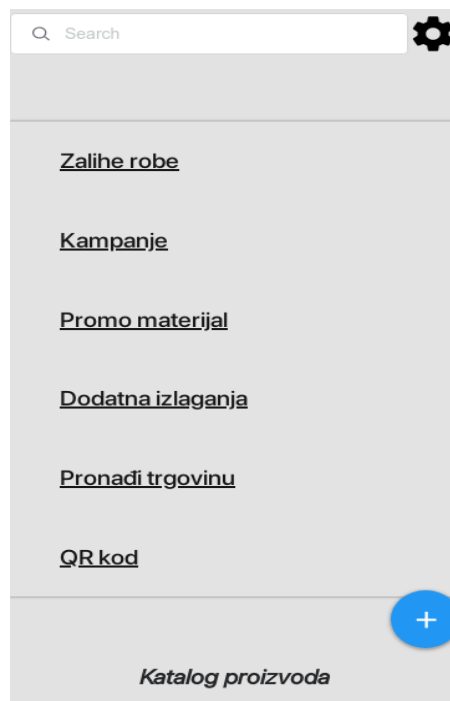 Search
Zalihe robe
Kampanje
Promo materijal
Dodatna izlaganja
Pronađi trgovinu
QR kod
+
Katalog proizvoda